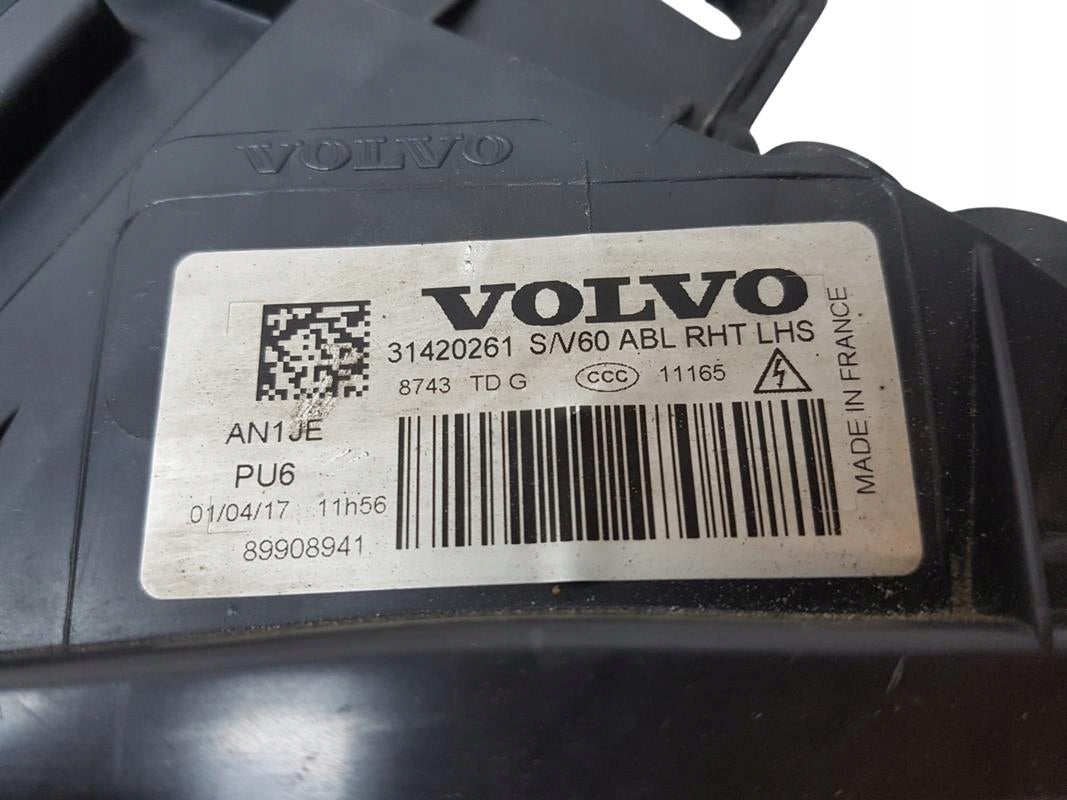 VOLVO
VOLVO
31420261 S/V60 ABL RHT LHS
8743 TD G CCC 11165
MADE IN FRANCE
AN1JE
PU6
01/04/17 11h56
89908941